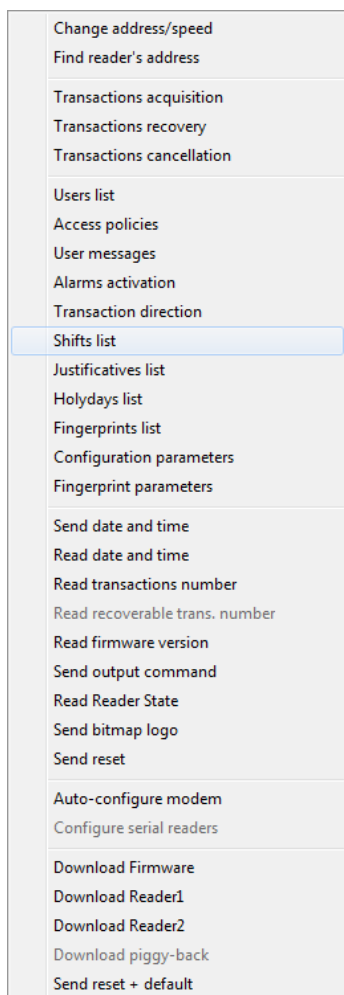 Change address/speed
Find reader's address
Transactions acquisition
Transactions recovery
Transactions cancellation
Users list
Access policies
User messages
Alarms activation
Transaction direction
Shifts list
Justificatives list
Holydays list
Fingerprints list
Configuration parameters
Fingerprint parameters
Send date and time
Read date and time
Read transactions number
Read recoverable trans. number
Read firmware version
Send output command
Read Reader State
Send bitmap logo
Send reset
Auto-configure modem
Configure serial readers
Download Firmware
Download Reader1
Download Reader2
Download piggy-back
Send reset + default